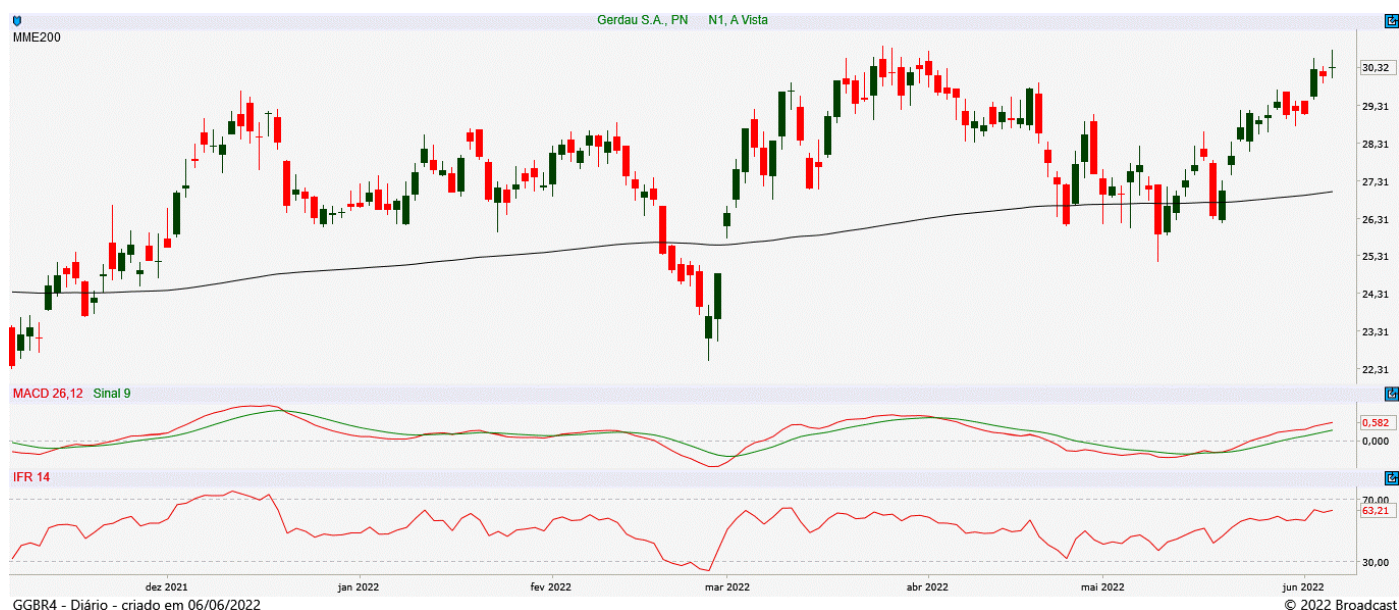 Gerdau S.A., PN N1, A Vista
MME200
30,32
29,31
28,31
27,31
26,31
25,31
24,31
23,31
22,31
MACD 26,12 Sinal 9
0,582
0,000
IFR 14
70,00
63,21
30,00
dez 2021 jan 2022 fev 2022 mar 2022 abr 2022 mai 2022 jun 2022
GGBR4 - Diário - criado em 06/06/2022 © 2022 Broadcast